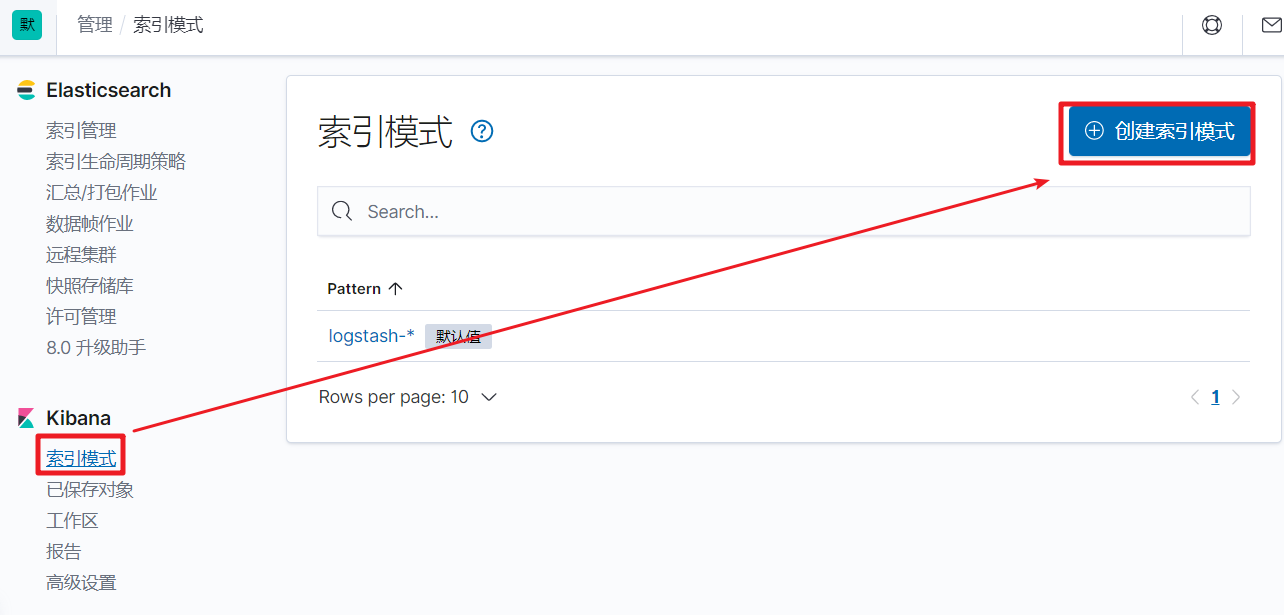 默 管理 / 索引模式
Elasticsearch
索引管理
索引生命周期策略
汇总/打包作业
数据帧作业
远程集群
快照存储库
许可管理
8.0 升级助手
Kibana
索引模式
已保存对象
工作区
报告
高级设置
索引模式 ?
创建索引模式
Search...
Pattern
logstash-* 默认值
Rows per page: 10
1